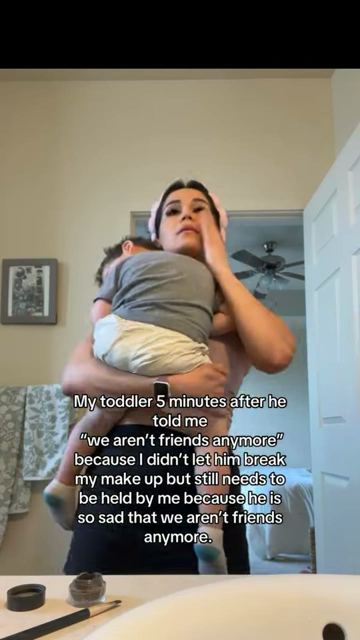 My toddler 5 minutes after he
told me
“we aren’t friends anymore”
because I didn’t let him break
my make up but still needs to
be held by me because he is
so sad that we aren’t friends
anymore.